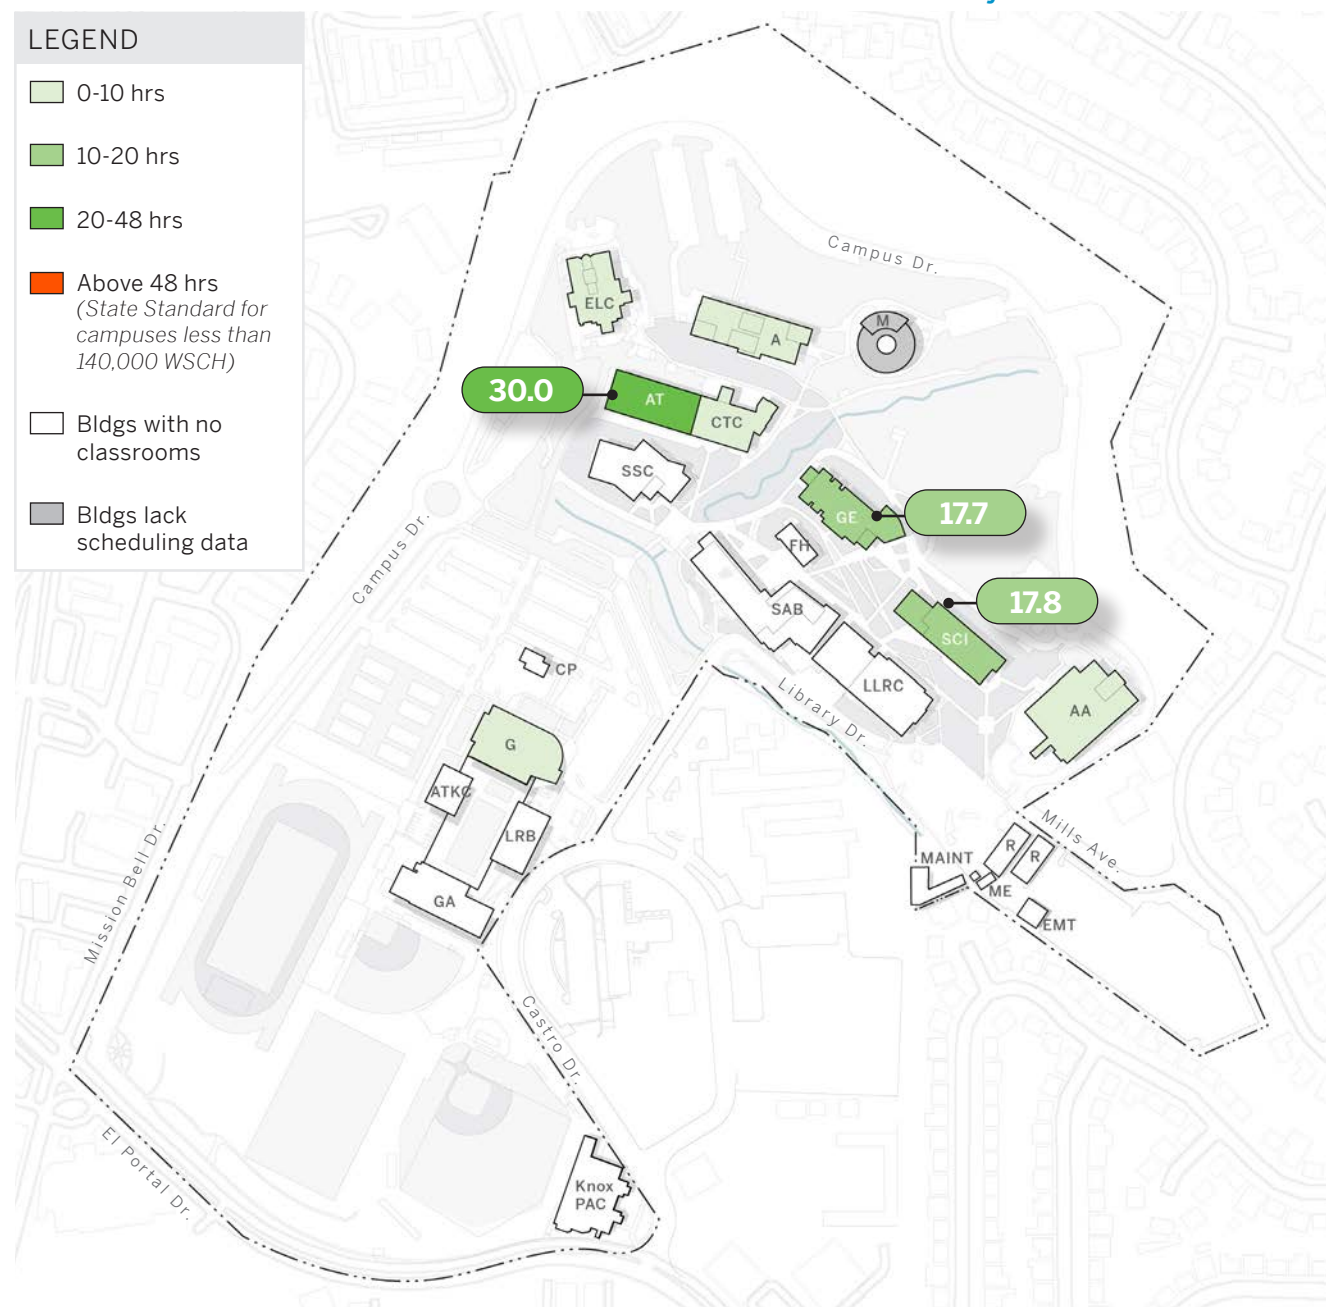 LEGEND
0-10 hrs
10-20 hrs
20-48 hrs
Above 48 hrs
(State Standard for
campuses less than
140,000 WSCH)
Bldgs with no
classrooms
Bldgs lack
scheduling data
Campus Dr.
ELC
M
A
30.0
AT
CTC
SSC
17.7
GE
Campus Dr.
FH
17.8
SAB
SCI
CP
LLRC
Library Dr.
AA
G
ATKC
LRB
Mills Ave
R
R
MAINT
ME
GA
EMT
Mission Bell Dr.
Castro Dr.
El Portal Dr.
Knox
PAC